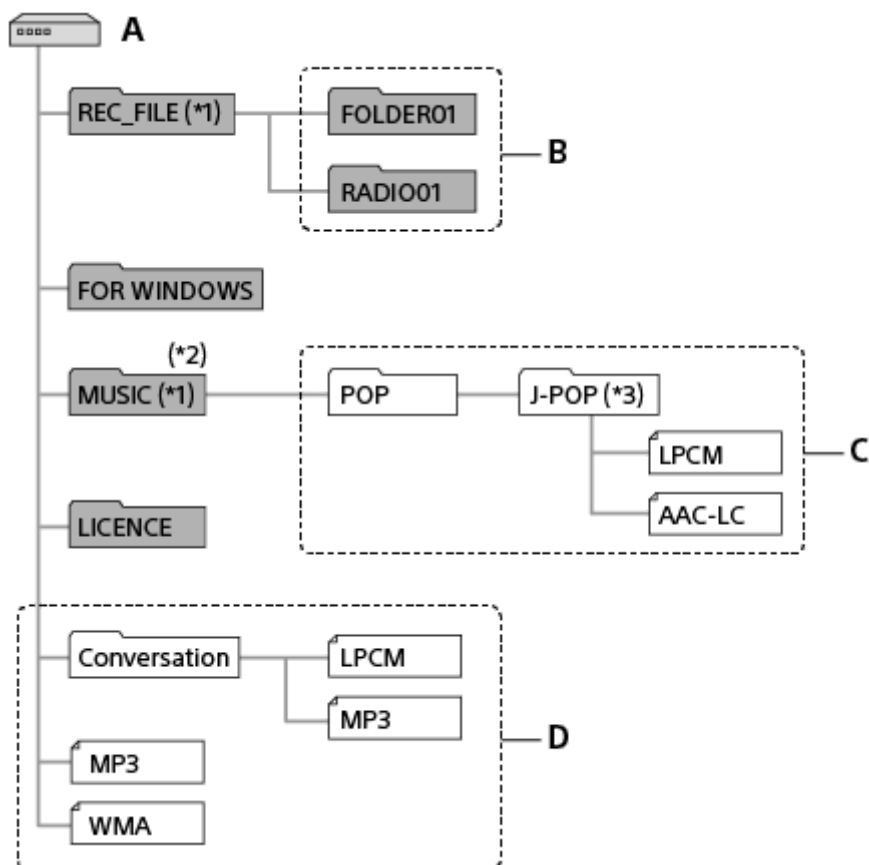 A
REC_FILE (*1)
FOLDER01
B
RADIO01
FOR WINDOWS
(*2)
MUSIC (*1)
POP
J-POP (*3)
LPCM
C
AAC-LC
LICENCE
Conversation
LPCM
MP3
D
MP3
WMA